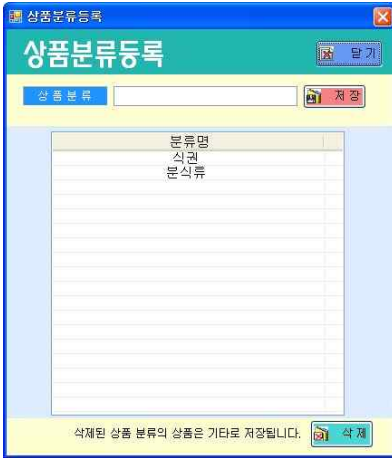 상품분류등록
상품분류등록
닫기
상품분류
저장
분류명
식권
분식류
삭제된 상품 분류의 상품은 기타로 저장됩니다.
삭제